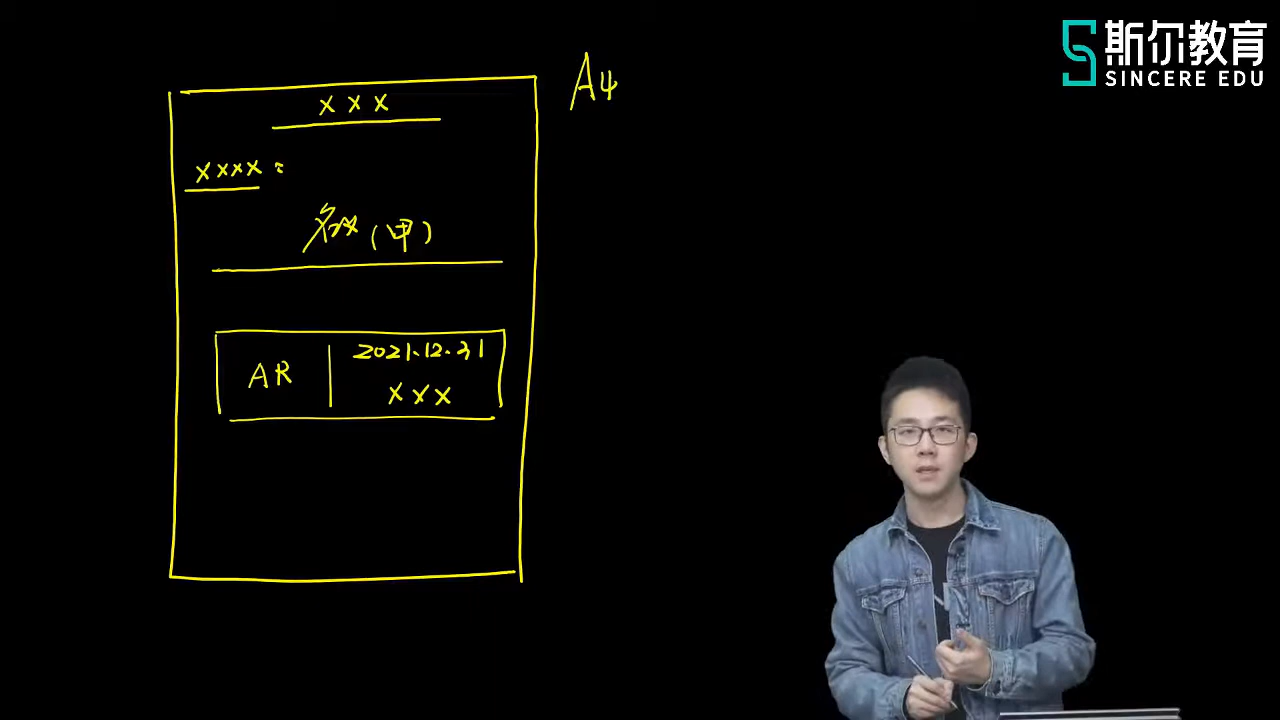 斯尔教育
SINCERE EDU
A4
xxx
xxxx:
(甲)
AR
2021.12.31
xxx